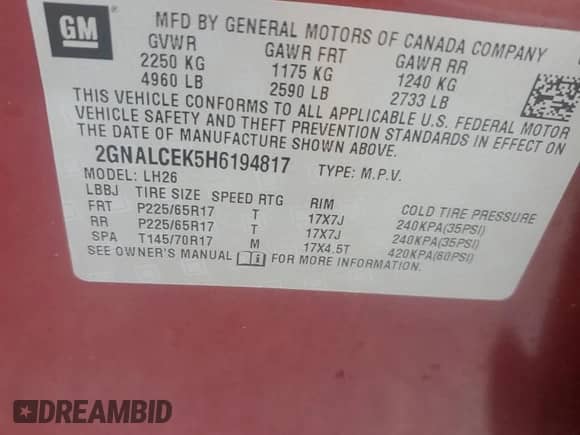 GM
MFD BY GENERAL MOTORS OF CANADA COMPANY
GVWR GAWR FRT GAWR RR
2250 KG 1175 KG 1240 KG
4960 LB 2590 LB 2733 LB
THIS VEHICLE CONFORMS TO ALL APPLICABLE U.S. FEDERAL MOTOR
VEHICLE SAFETY AND THEFT PREVENTION STANDARDS IN EFFECT ON
THE DATE OF MANUFACTURE SHOWN ABOVE.
2GNALCEK5H6194817 TYPE: M.P.V.
MODEL: LH26
LBBJ TIRE SIZE SPEED RTG RIM COLD TIRE PRESSURE
FRT P225/65R17 T 17X7J 240KPA(35PSI)
RR P225/65R17 T 17X7J 240KPA(35PSI)
SPA T145/70R17 M 17X4.5T 420KPA(60PSI)
SEE OWNER'S MANUAL FOR MORE INFORMATION.
DREAMBID